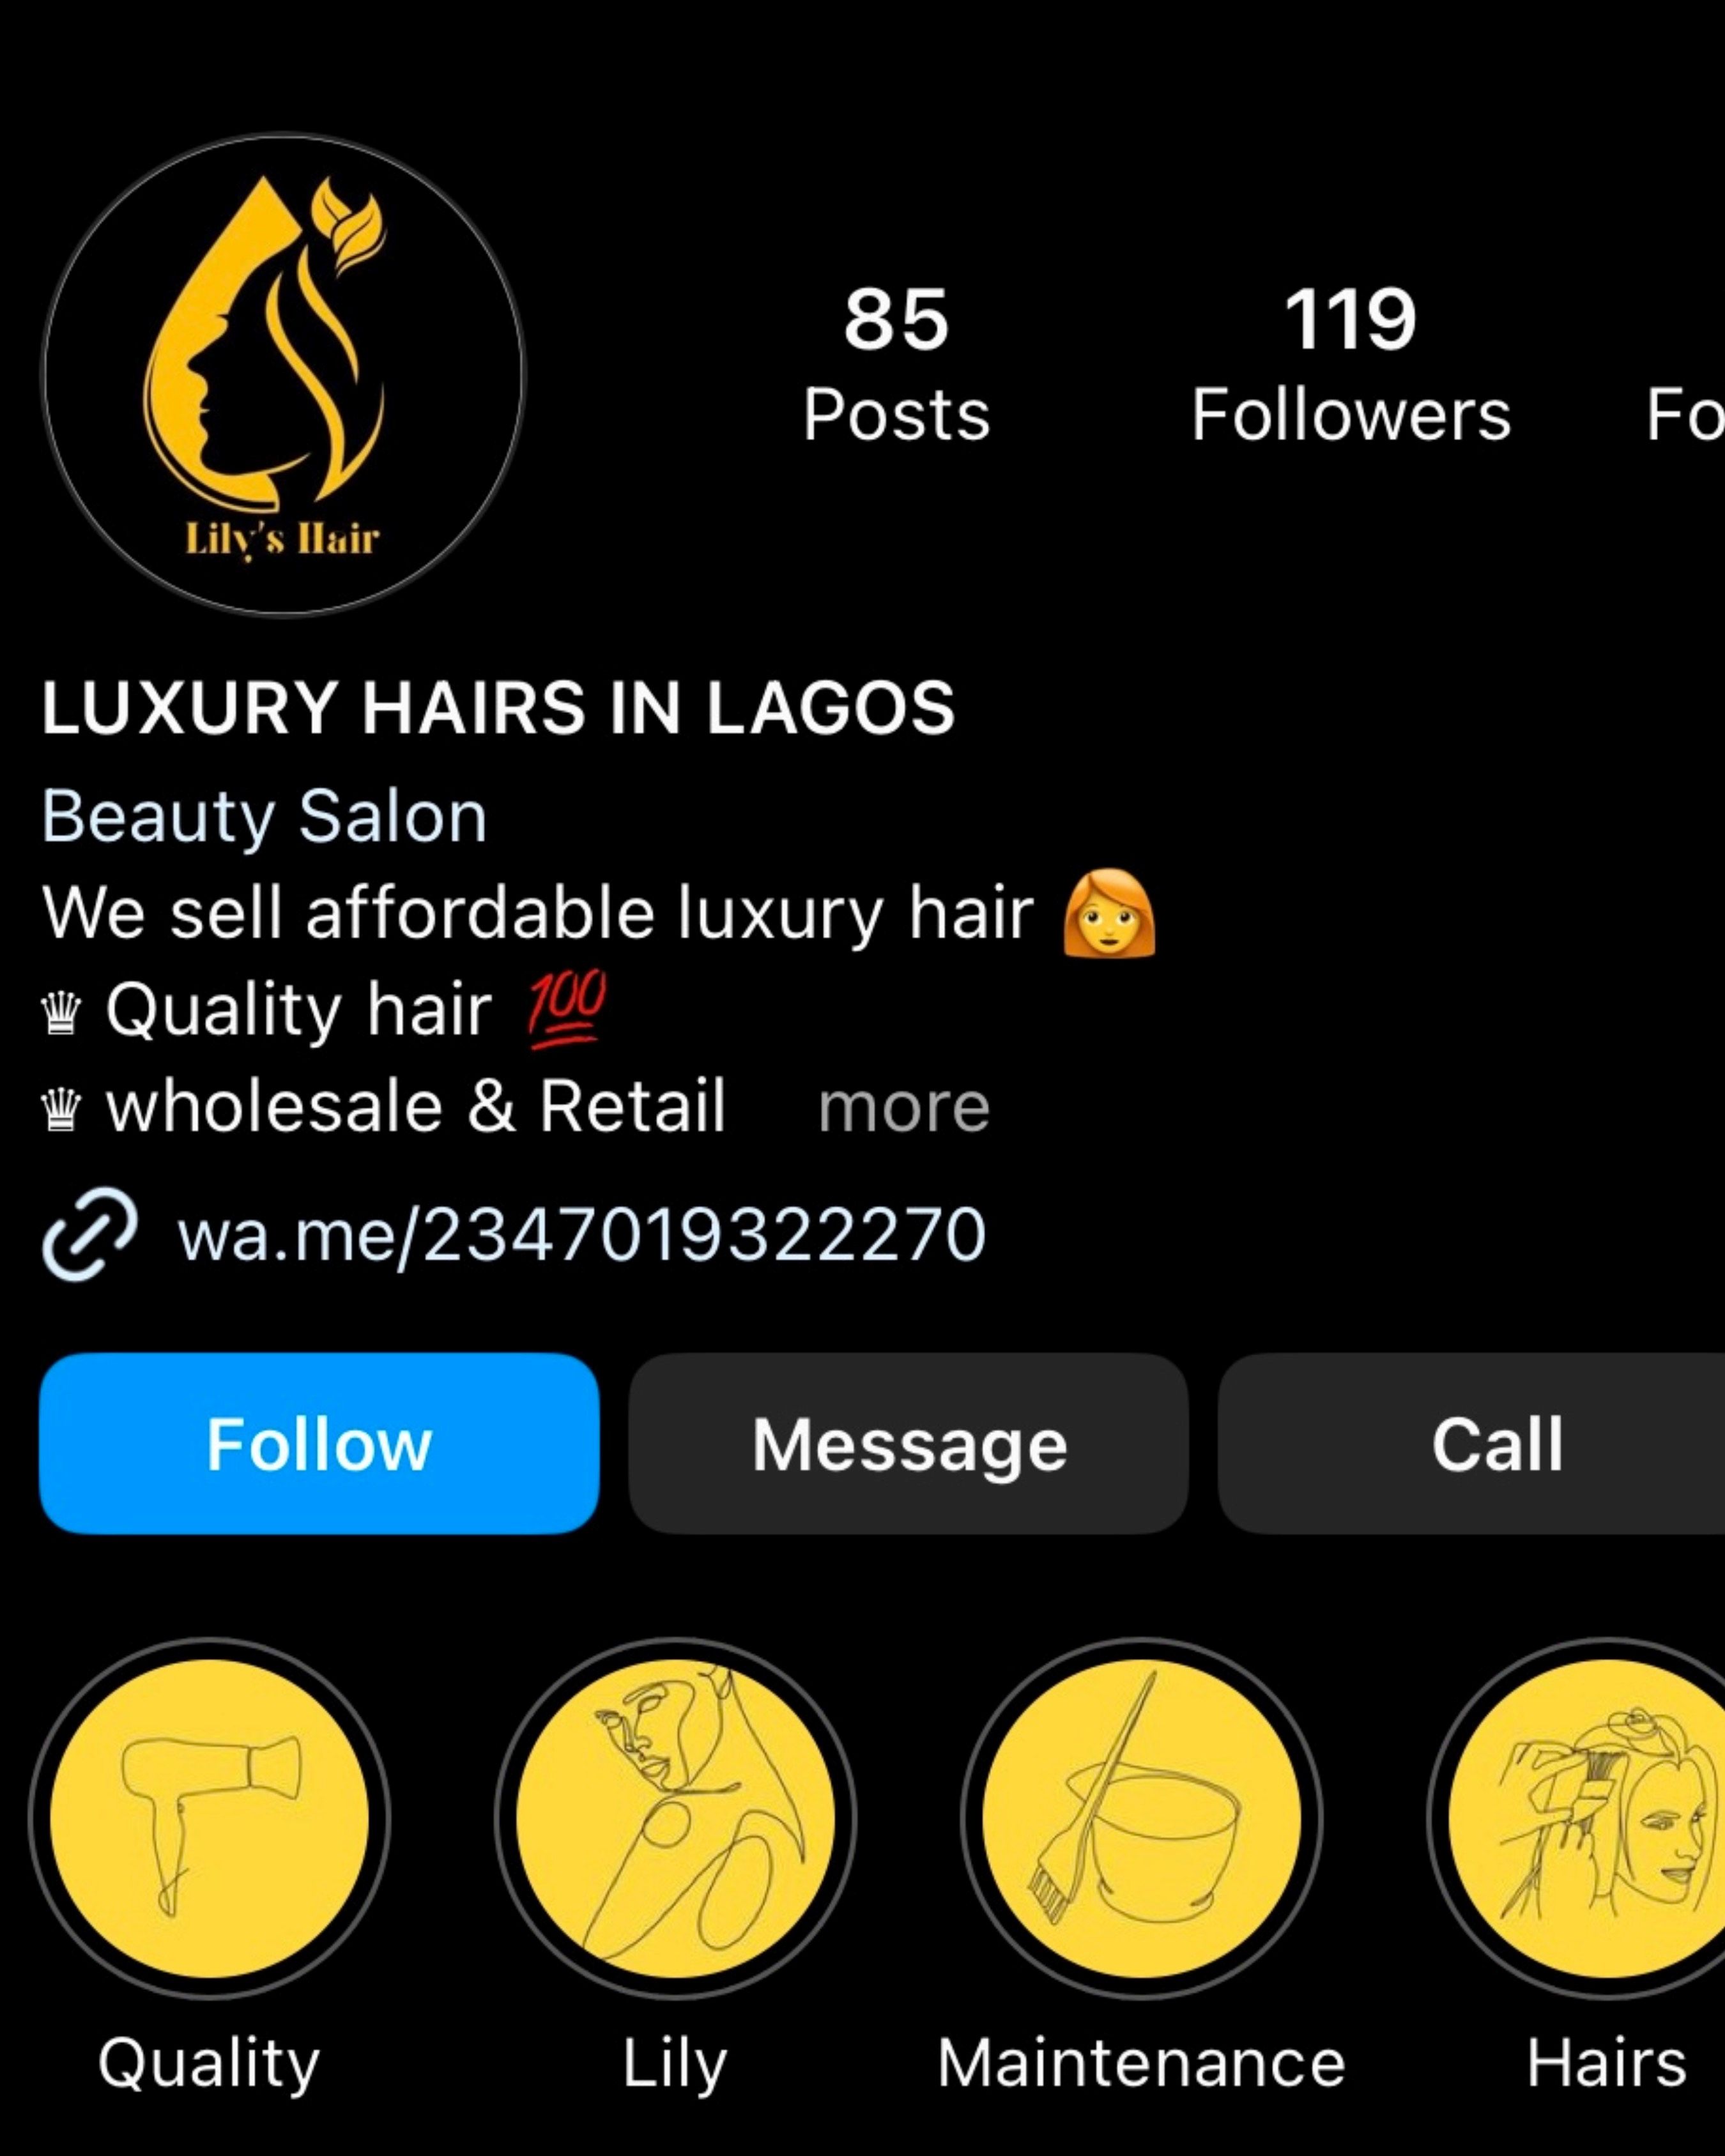 Lily's Hair
85
Posts
119
Followers
Fo
LUXURY HAIRS IN LAGOS
Beauty Salon
We sell affordable luxury hair 👩‍🦰
♛ Quality hair 💯
♛ wholesale & Retail more
wa.me/2347019322270
Follow
Message
Call
Quality
Lily
Maintenance
Hairs